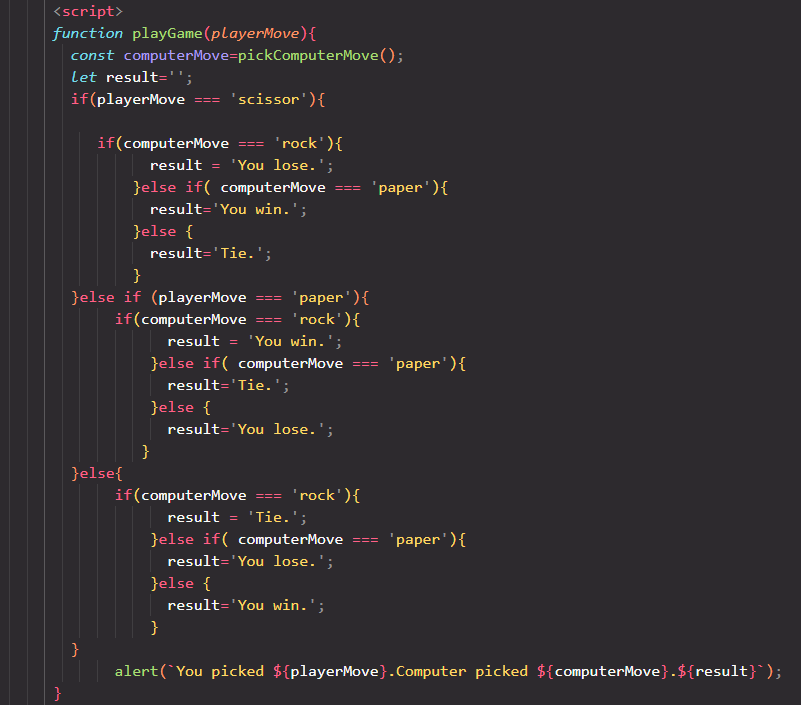 <script>
function playGame(playerMove){
const computerMove=pickComputerMove();
let result='';
if(playerMove === 'scissor'){
if(computerMove === 'rock'){
result = 'You lose.';
}else if( computerMove === 'paper'){
result='You win.';
}else {
result='Tie.';
}
}else if (playerMove === 'paper'){
if(computerMove === 'rock'){
result = 'You win.';
}else if( computerMove === 'paper'){
result='Tie.';
}else {
result='You lose.';
}
}else{
if(computerMove === 'rock'){
result = 'Tie.';
}else if( computerMove === 'paper'){
result='You lose.';
}else {
result='You win.';
}
}
alert(`You picked ${playerMove}.Computer picked ${computerMove}.${result}`);
}